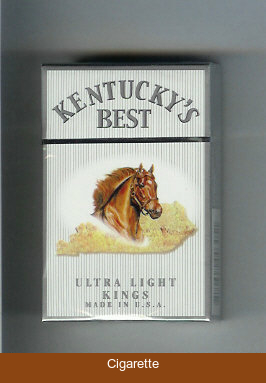 KENTUCKY'S
BEST
ULTRA LIGHT
KINGS
MADE IN U.S.A.
Cigarette